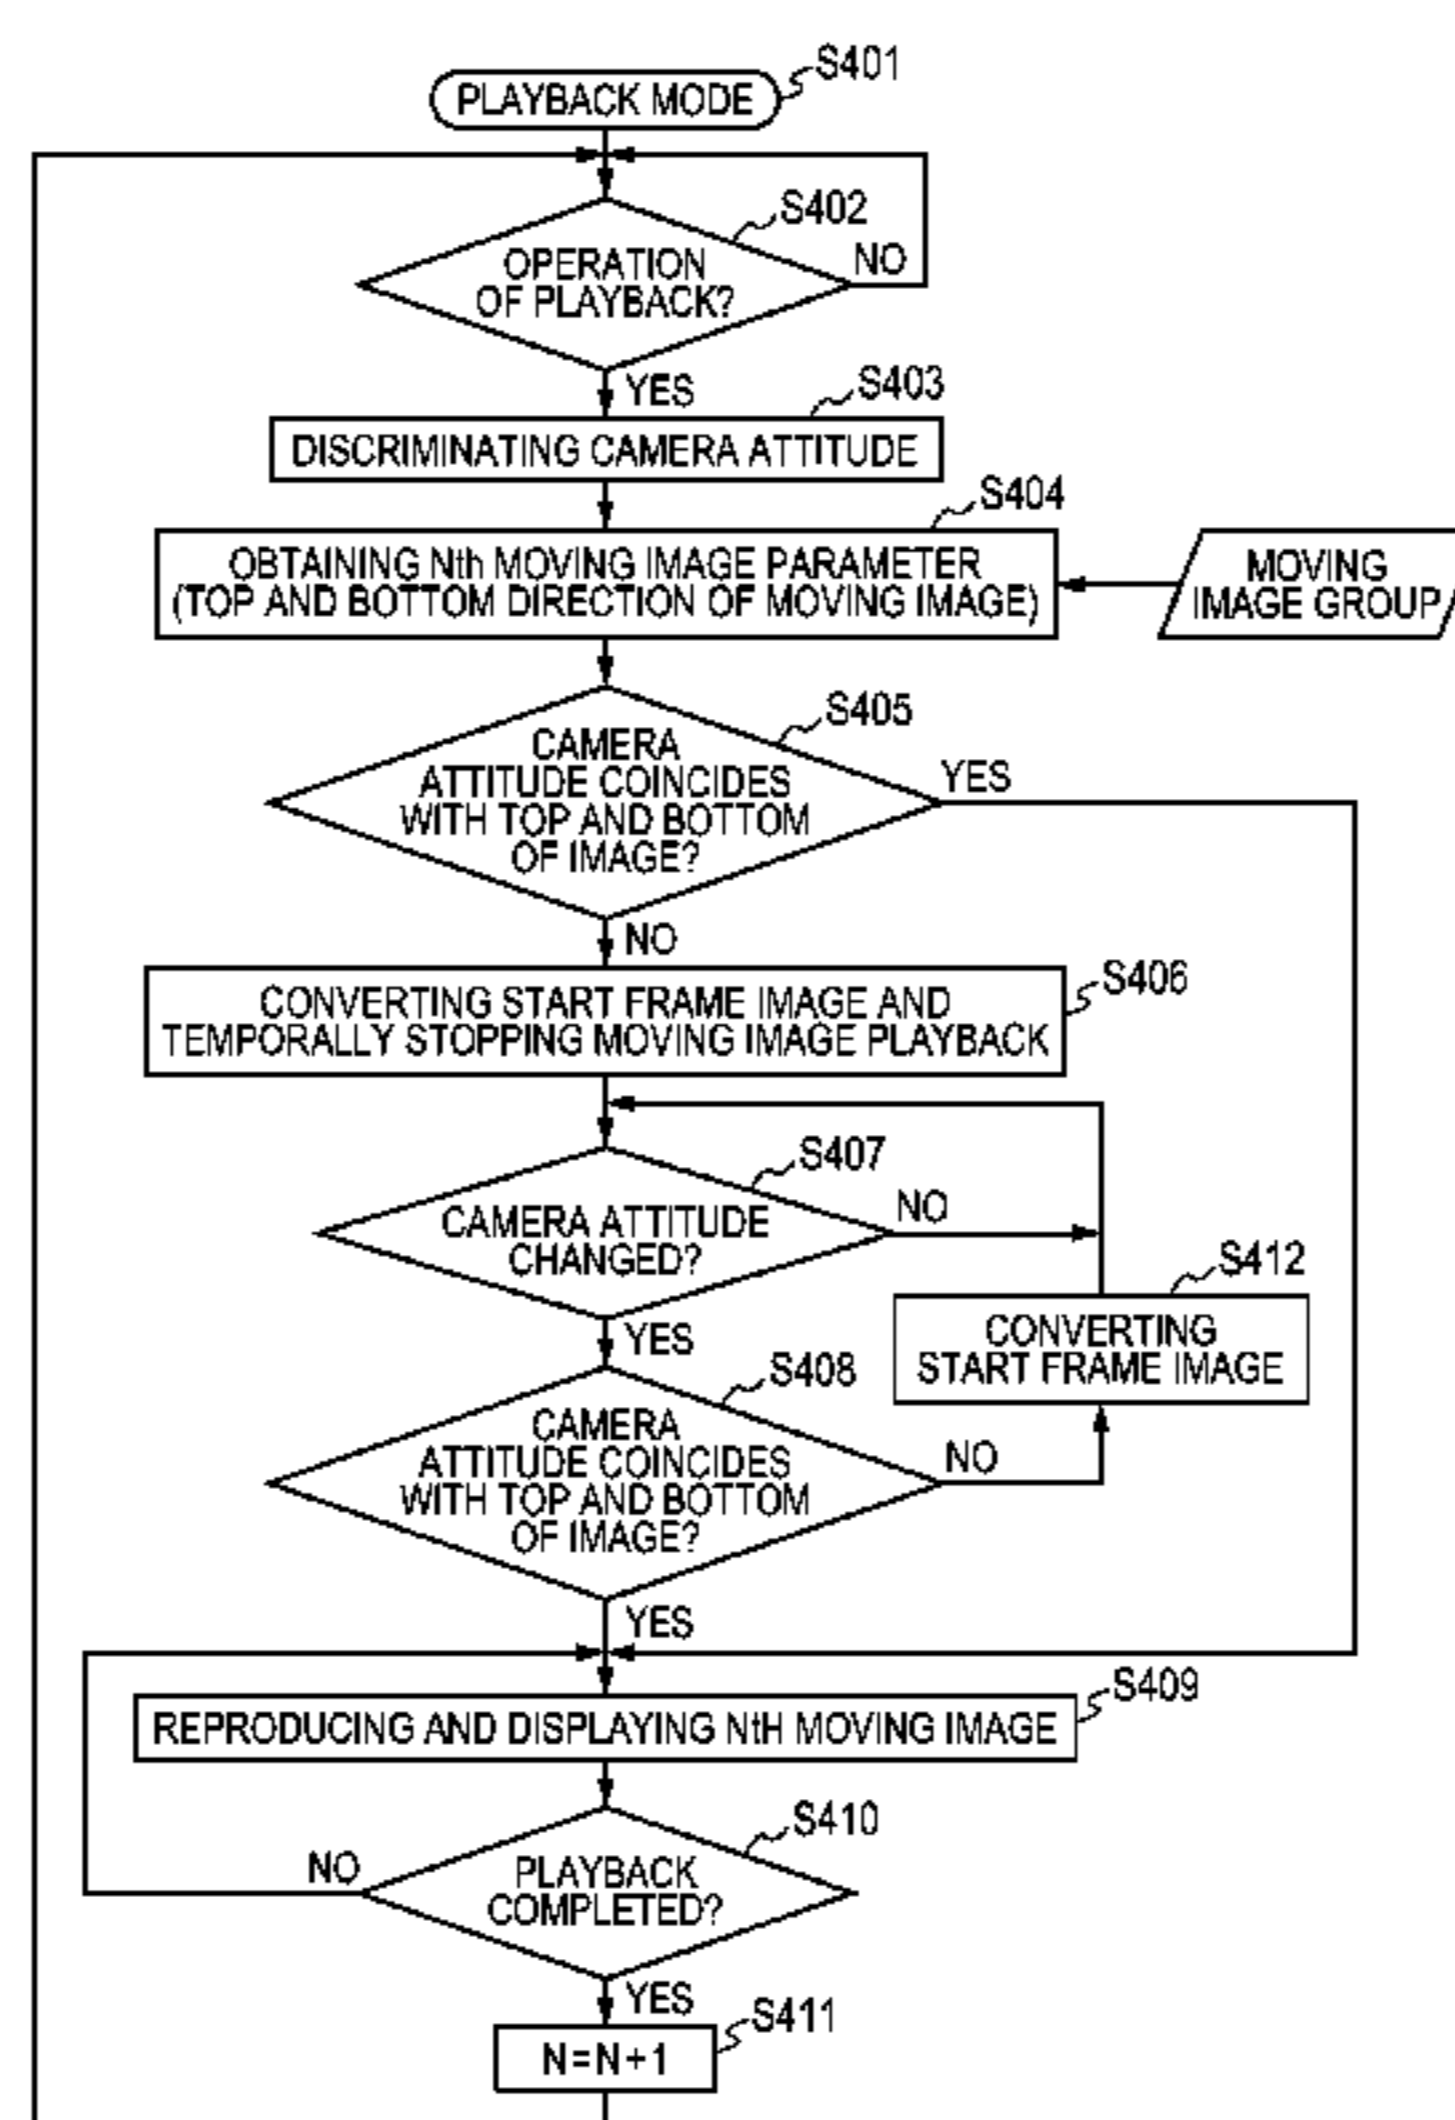 S401
PLAYBACK MODE
S402
OPERATION
OF PLAYBACK?
NO
YES
S403
DISCRIMINATING CAMERA ATTITUDE
S404
OBTAINING Nth MOVING IMAGE PARAMETER
(TOP AND BOTTOM DIRECTION OF MOVING IMAGE)
MOVING
IMAGE GROUP
S405
CAMERA
ATTITUDE COINCIDES
WITH TOP AND BOTTOM
OF IMAGE?
YES
NO
S406
CONVERTING START FRAME IMAGE AND
TEMPORALLY STOPPING MOVING IMAGE PLAYBACK
S407
CAMERA ATTITUDE
CHANGED?
NO
YES
S412
CONVERTING
START FRAME IMAGE
S408
CAMERA
ATTITUDE COINCIDES
WITH TOP AND BOTTOM
OF IMAGE?
NO
YES
S409
REPRODUCING AND DISPLAYING NtH MOVING IMAGE
S410
PLAYBACK
COMPLETED?
NO
YES
S411
N=N+1